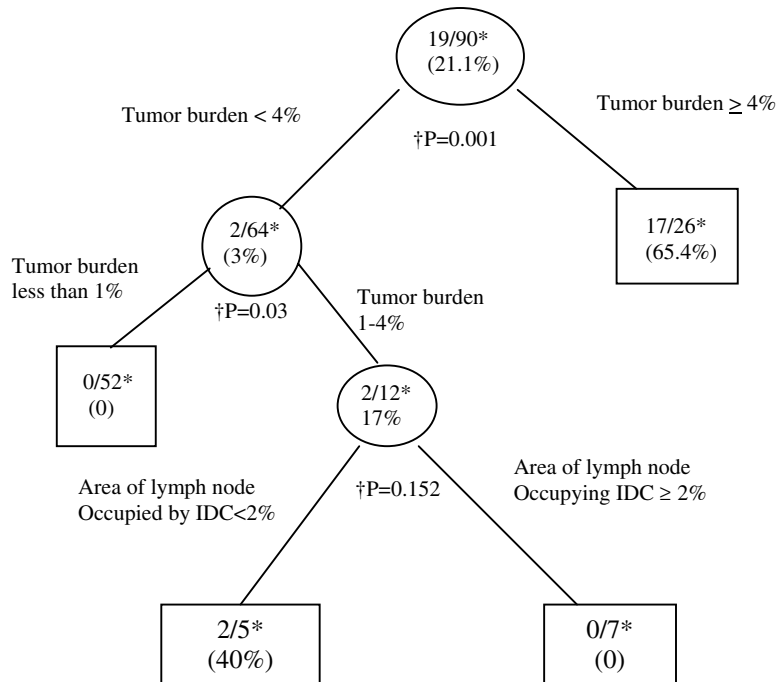 19/90*
(21.1%)
Tumor burden < 4%
†P=0.001
Tumor burden ≥ 4%
2/64*
(3%)
17/26*
(65.4%)
Tumor burden
less than 1%
†P=0.03
Tumor burden
1-4%
0/52*
(0)
2/12*
17%
Area of lymph node
Occupied by IDC<2%
†P=0.152
Area of lymph node
Occupying IDC ≥ 2%
2/5*
(40%)
0/7*
(0)